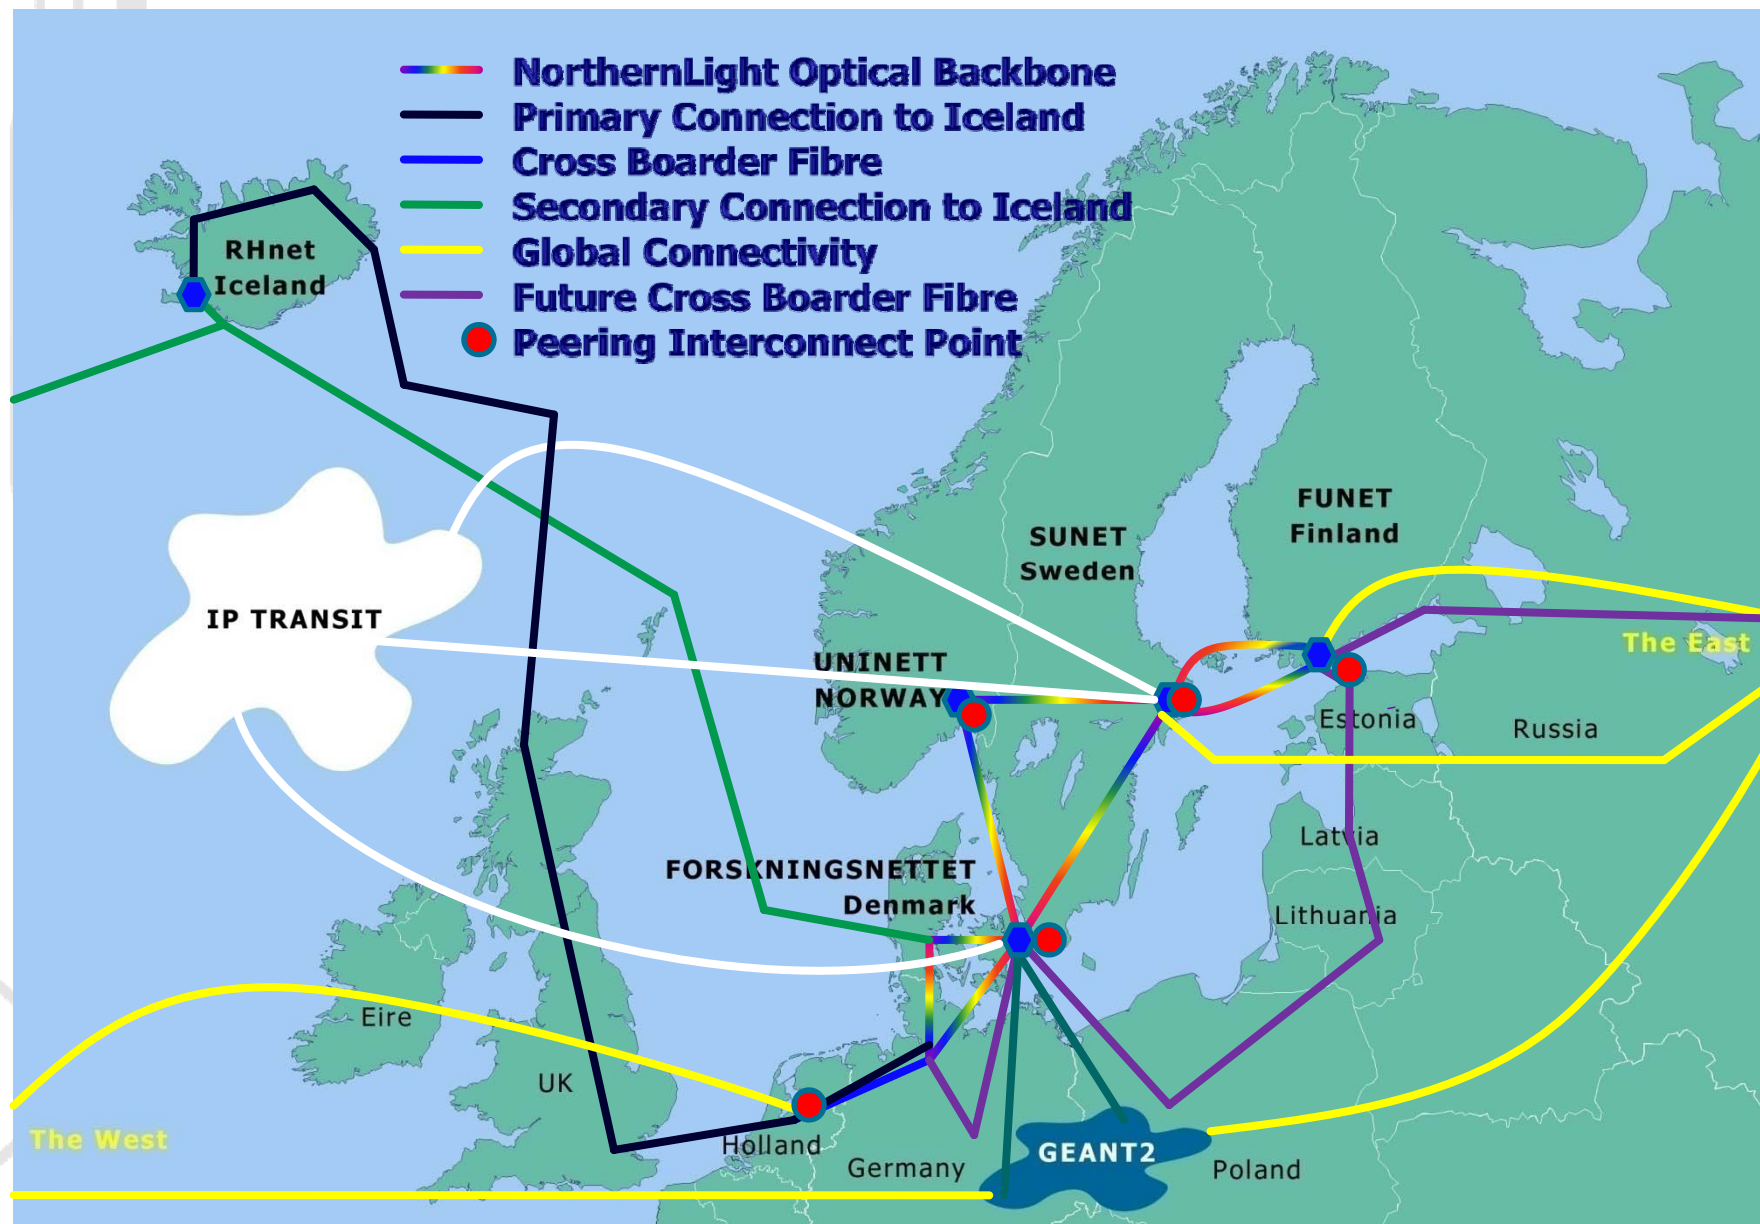 NorthernLight Optical Backbone
Primary Connection to Iceland
Cross Boarder Fibre
Secondary Connection to Iceland
Global Connectivity
Future Cross Boarder Fibre
Peering Interconnect Point
RHnet
Iceland
FUNET
Finland
SUNET
Sweden
IP TRANSIT
UNINETT
NORWAY
The East
Estonia
Russia
Latvia
FORSKNINGSNETTET
Denmark
Lithuania
Eire
UK
The West
Holland
Germany
GEANT2
Poland